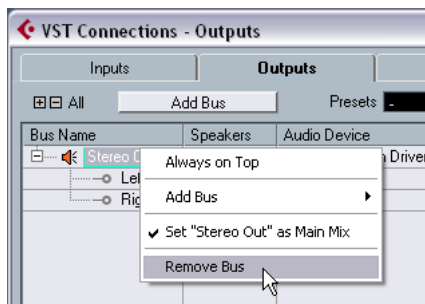 VST Connections - Outputs
Inputs Outputs
All Add Bus Presets -
Bus Name Speakers Audio Device
Stereo
Always on Top
Add Bus
Set "Stereo Out" as Main Mix
Remove Bus